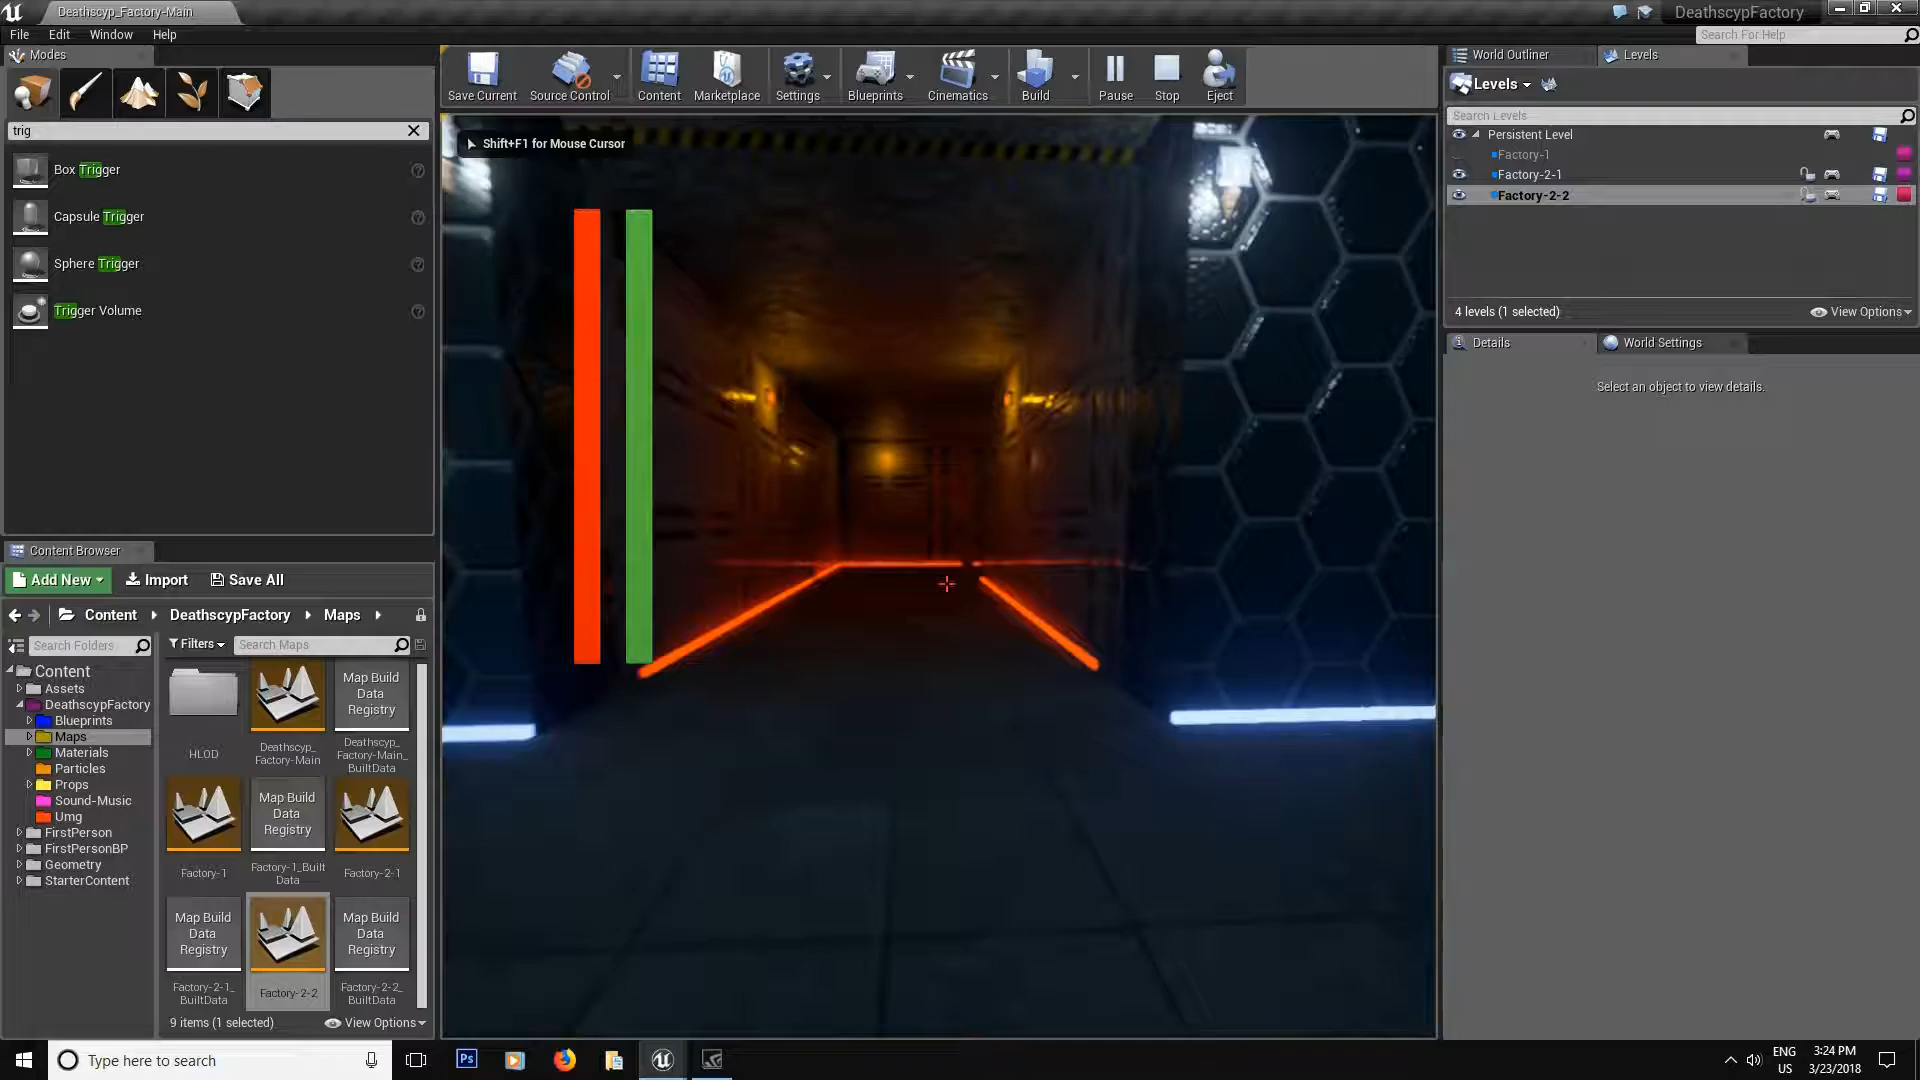 Deathscyp_Factory-Main
DeathscypFactory
File Edit Window Help
Search For Help
Modes
trig
Box Trigger
Capsule Trigger
Sphere Trigger
Trigger Volume
Save Current
Source Control
Content
Marketplace
Settings
Blueprints
Cinematics
Build
Pause
Stop
Eject
Shift+F1 for Mouse Cursor
World Outliner
Levels
Levels
Search Levels
Persistent Level
Factory-1
Factory-2-1
Factory-2-2
4 levels (1 selected)
View Options
Details
World Settings
Select an object to view details.
Content Browser
Add New
Import
Save All
Content
DeathscypFactory
Maps
Search Folders
Filters
Search Maps
Content
Assets
DeathscypFactory
Blueprints
Maps
Materials
Particles
Props
Sound-Music
Umg
FirstPerson
FirstPersonBP
Geometry
StarterContent
HLOD
Deathscyp_
Factory-Main
Map Build
Data
Registry
Deathscyp_
Factory-Main_
BuiltData
Factory-1
Map Build
Data
Registry
Factory-1_Built
Data
Factory-2-1
Map Build
Data
Registry
Factory-2-1_
BuiltData
Factory-2-2
Map Build
Data
Registry
Factory-2-2_
BuiltData
9 items (1 selected)
View Options
Type here to search
Ps
ENG
US
3:24 PM
3/23/2018